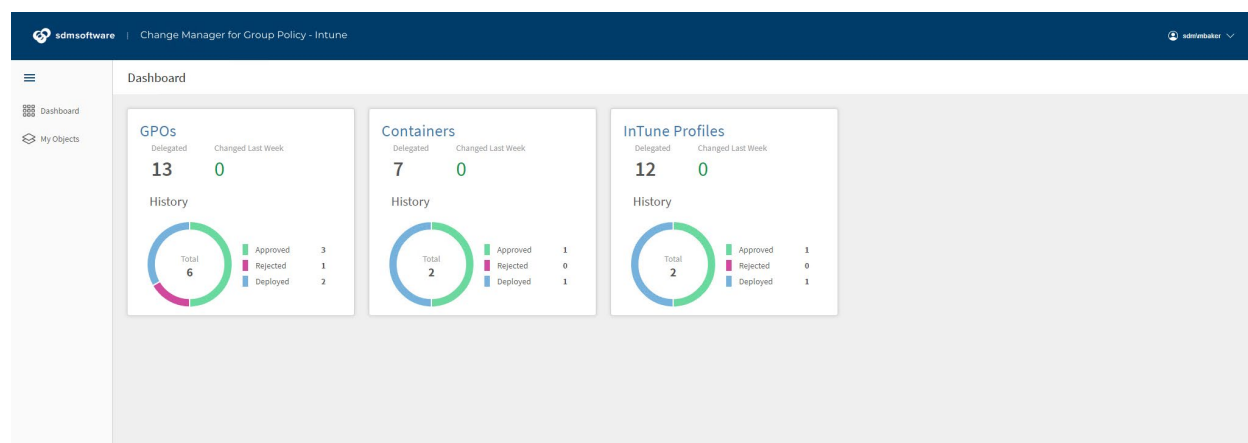 sdmsoftware | Change Manager for Group Policy - Intune
sdm\mbaker
Dashboard
Dashboard
My Objects
GPOs
Delegated Changed Last Week
13 0
History
Total
6
Approved 3
Rejected 1
Deployed 2
Containers
Delegated Changed Last Week
7 0
History
Total
2
Approved 1
Rejected 0
Deployed 1
InTune Profiles
Delegated Changed Last Week
12 0
History
Total
2
Approved 1
Rejected 0
Deployed 1